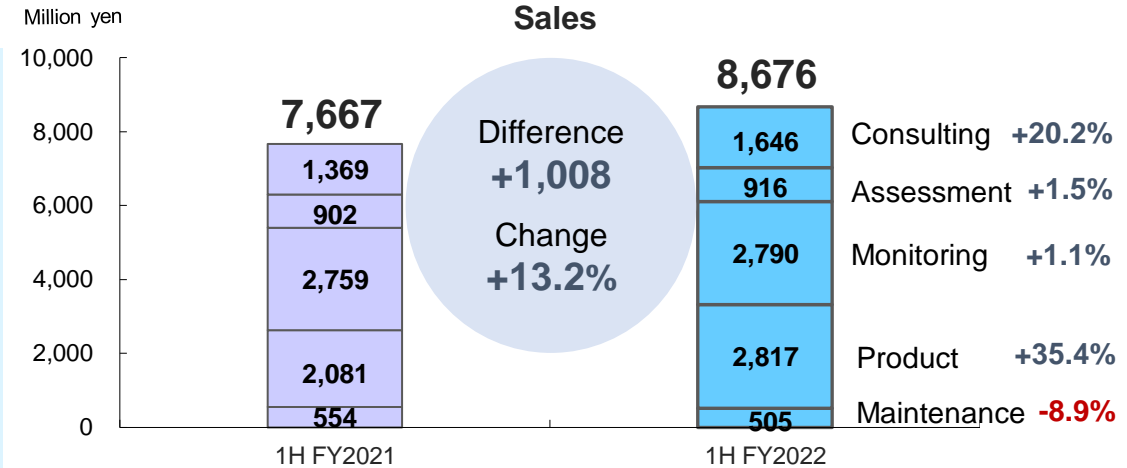 Million yen
Sales
10,000
8,000
6,000
4,000
2,000
0
7,667
1,369
902
2,759
2,081
554
1H FY2021
Difference
+1,008
Change
+13.2%
8,676
1,646
916
2,790
2,817
505
1H FY2022
Consulting +20.2%
Assessment +1.5%
Monitoring +1.1%
Product +35.4%
Maintenance -8.9%